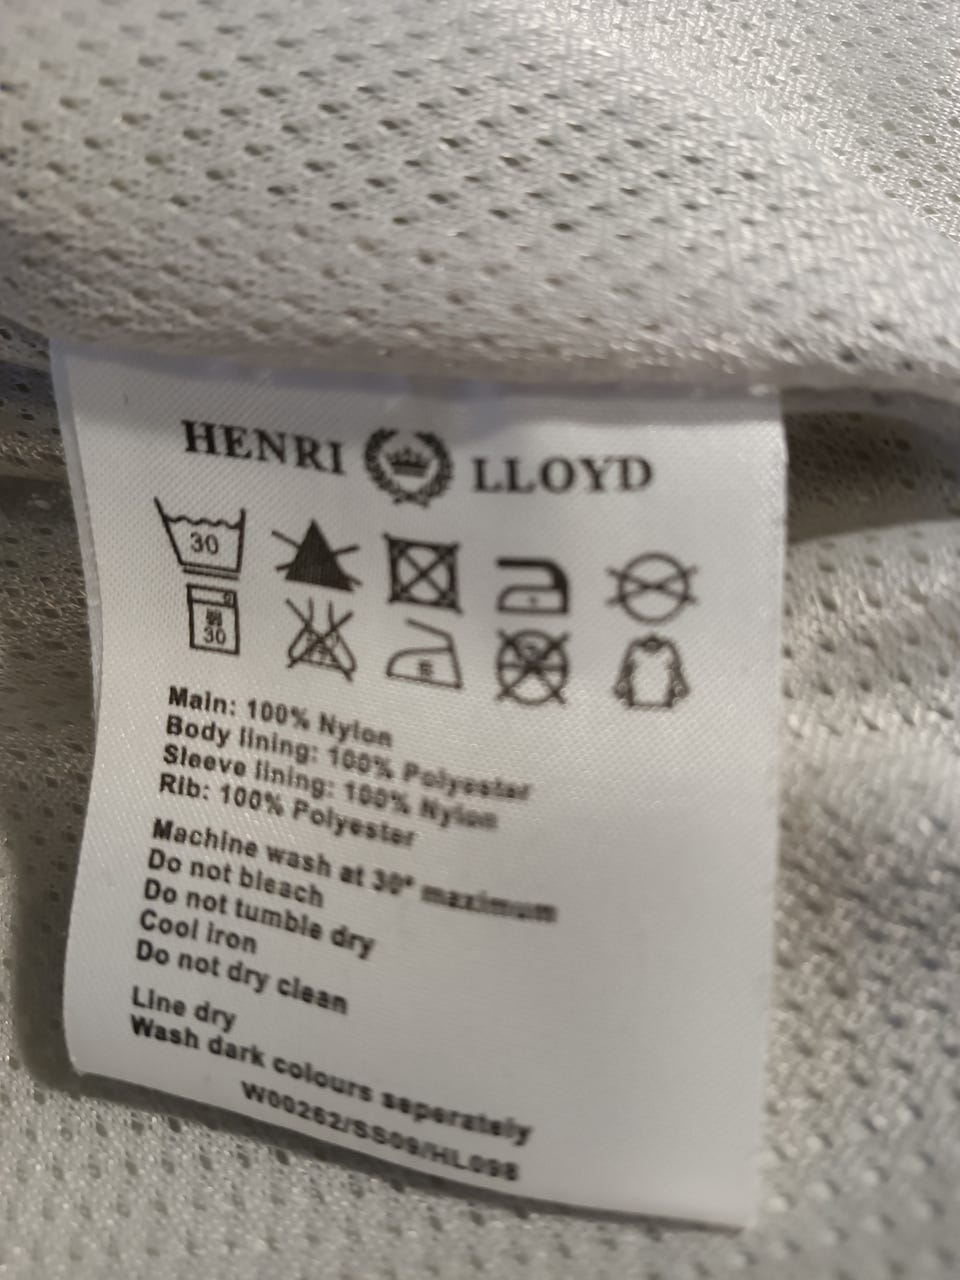 HENRI LLOYD
30
30
Main: 100% Nylon
Body lining: 100% Polyester
Sleeve lining: 100% Nylon
Rib: 100% Polyester
Machine wash at 30° maximum
Do not bleach
Do not tumble dry
Cool iron
Do not dry clean
Line dry
Wash dark colours seperately
W00262/SS09/HL098